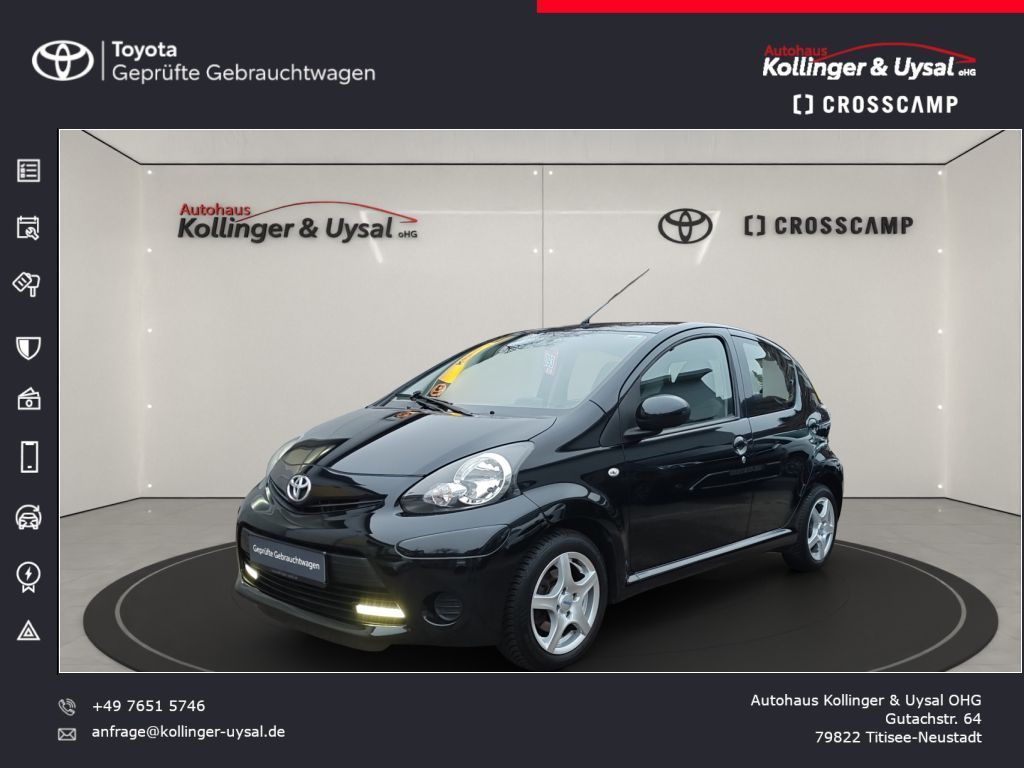 Toyota
Geprüfte Gebrauchtwagen
Autohaus
Kollinger & Uysal oHG
CROSSCAMP
Autohaus
Kollinger & Uysal oHG
CROSSCAMP
Geprüfte Gebrauchtwagen
+49 7651 5746
anfrage@kollinger-uysal.de
Autohaus Kollinger & Uysal OHG
Gutachstr. 64
79822 Titisee-Neustadt